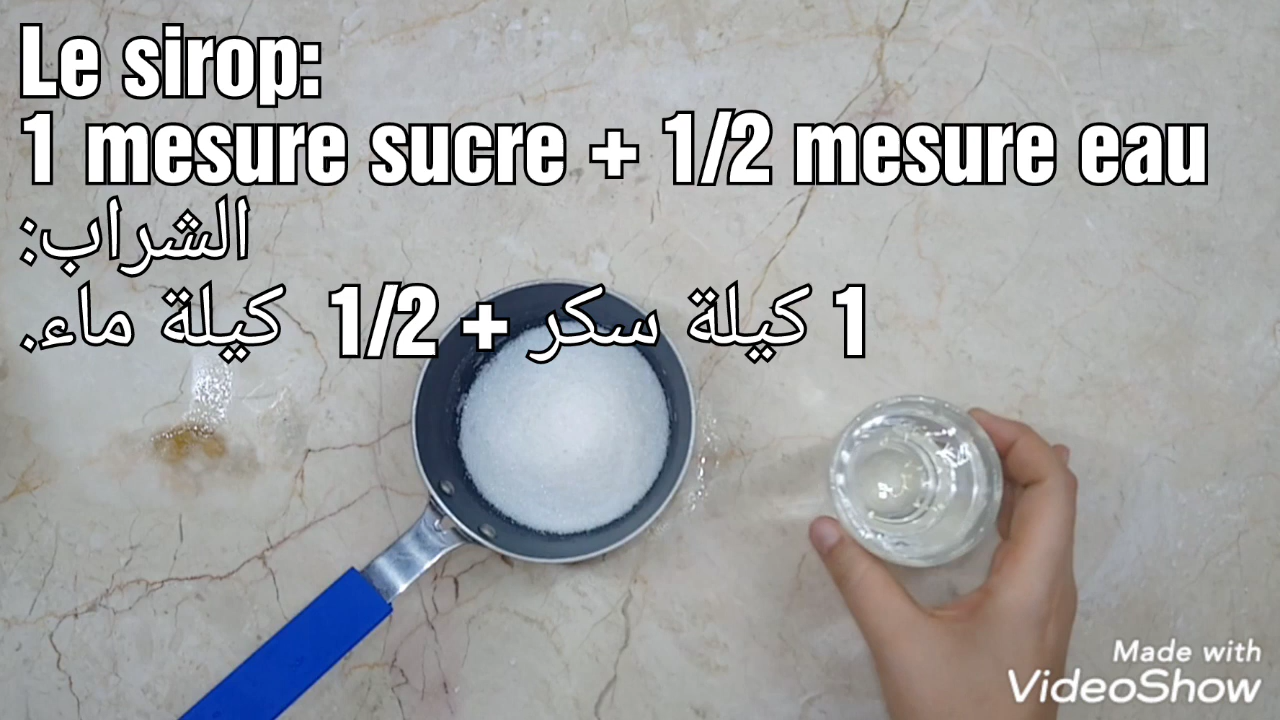 Le sirop:
1 mesure sucre + 1/2 mesure eau
الشراب:
1 كيلة سكر + 1/2 كيلة ماء.
Made with
VideoShow